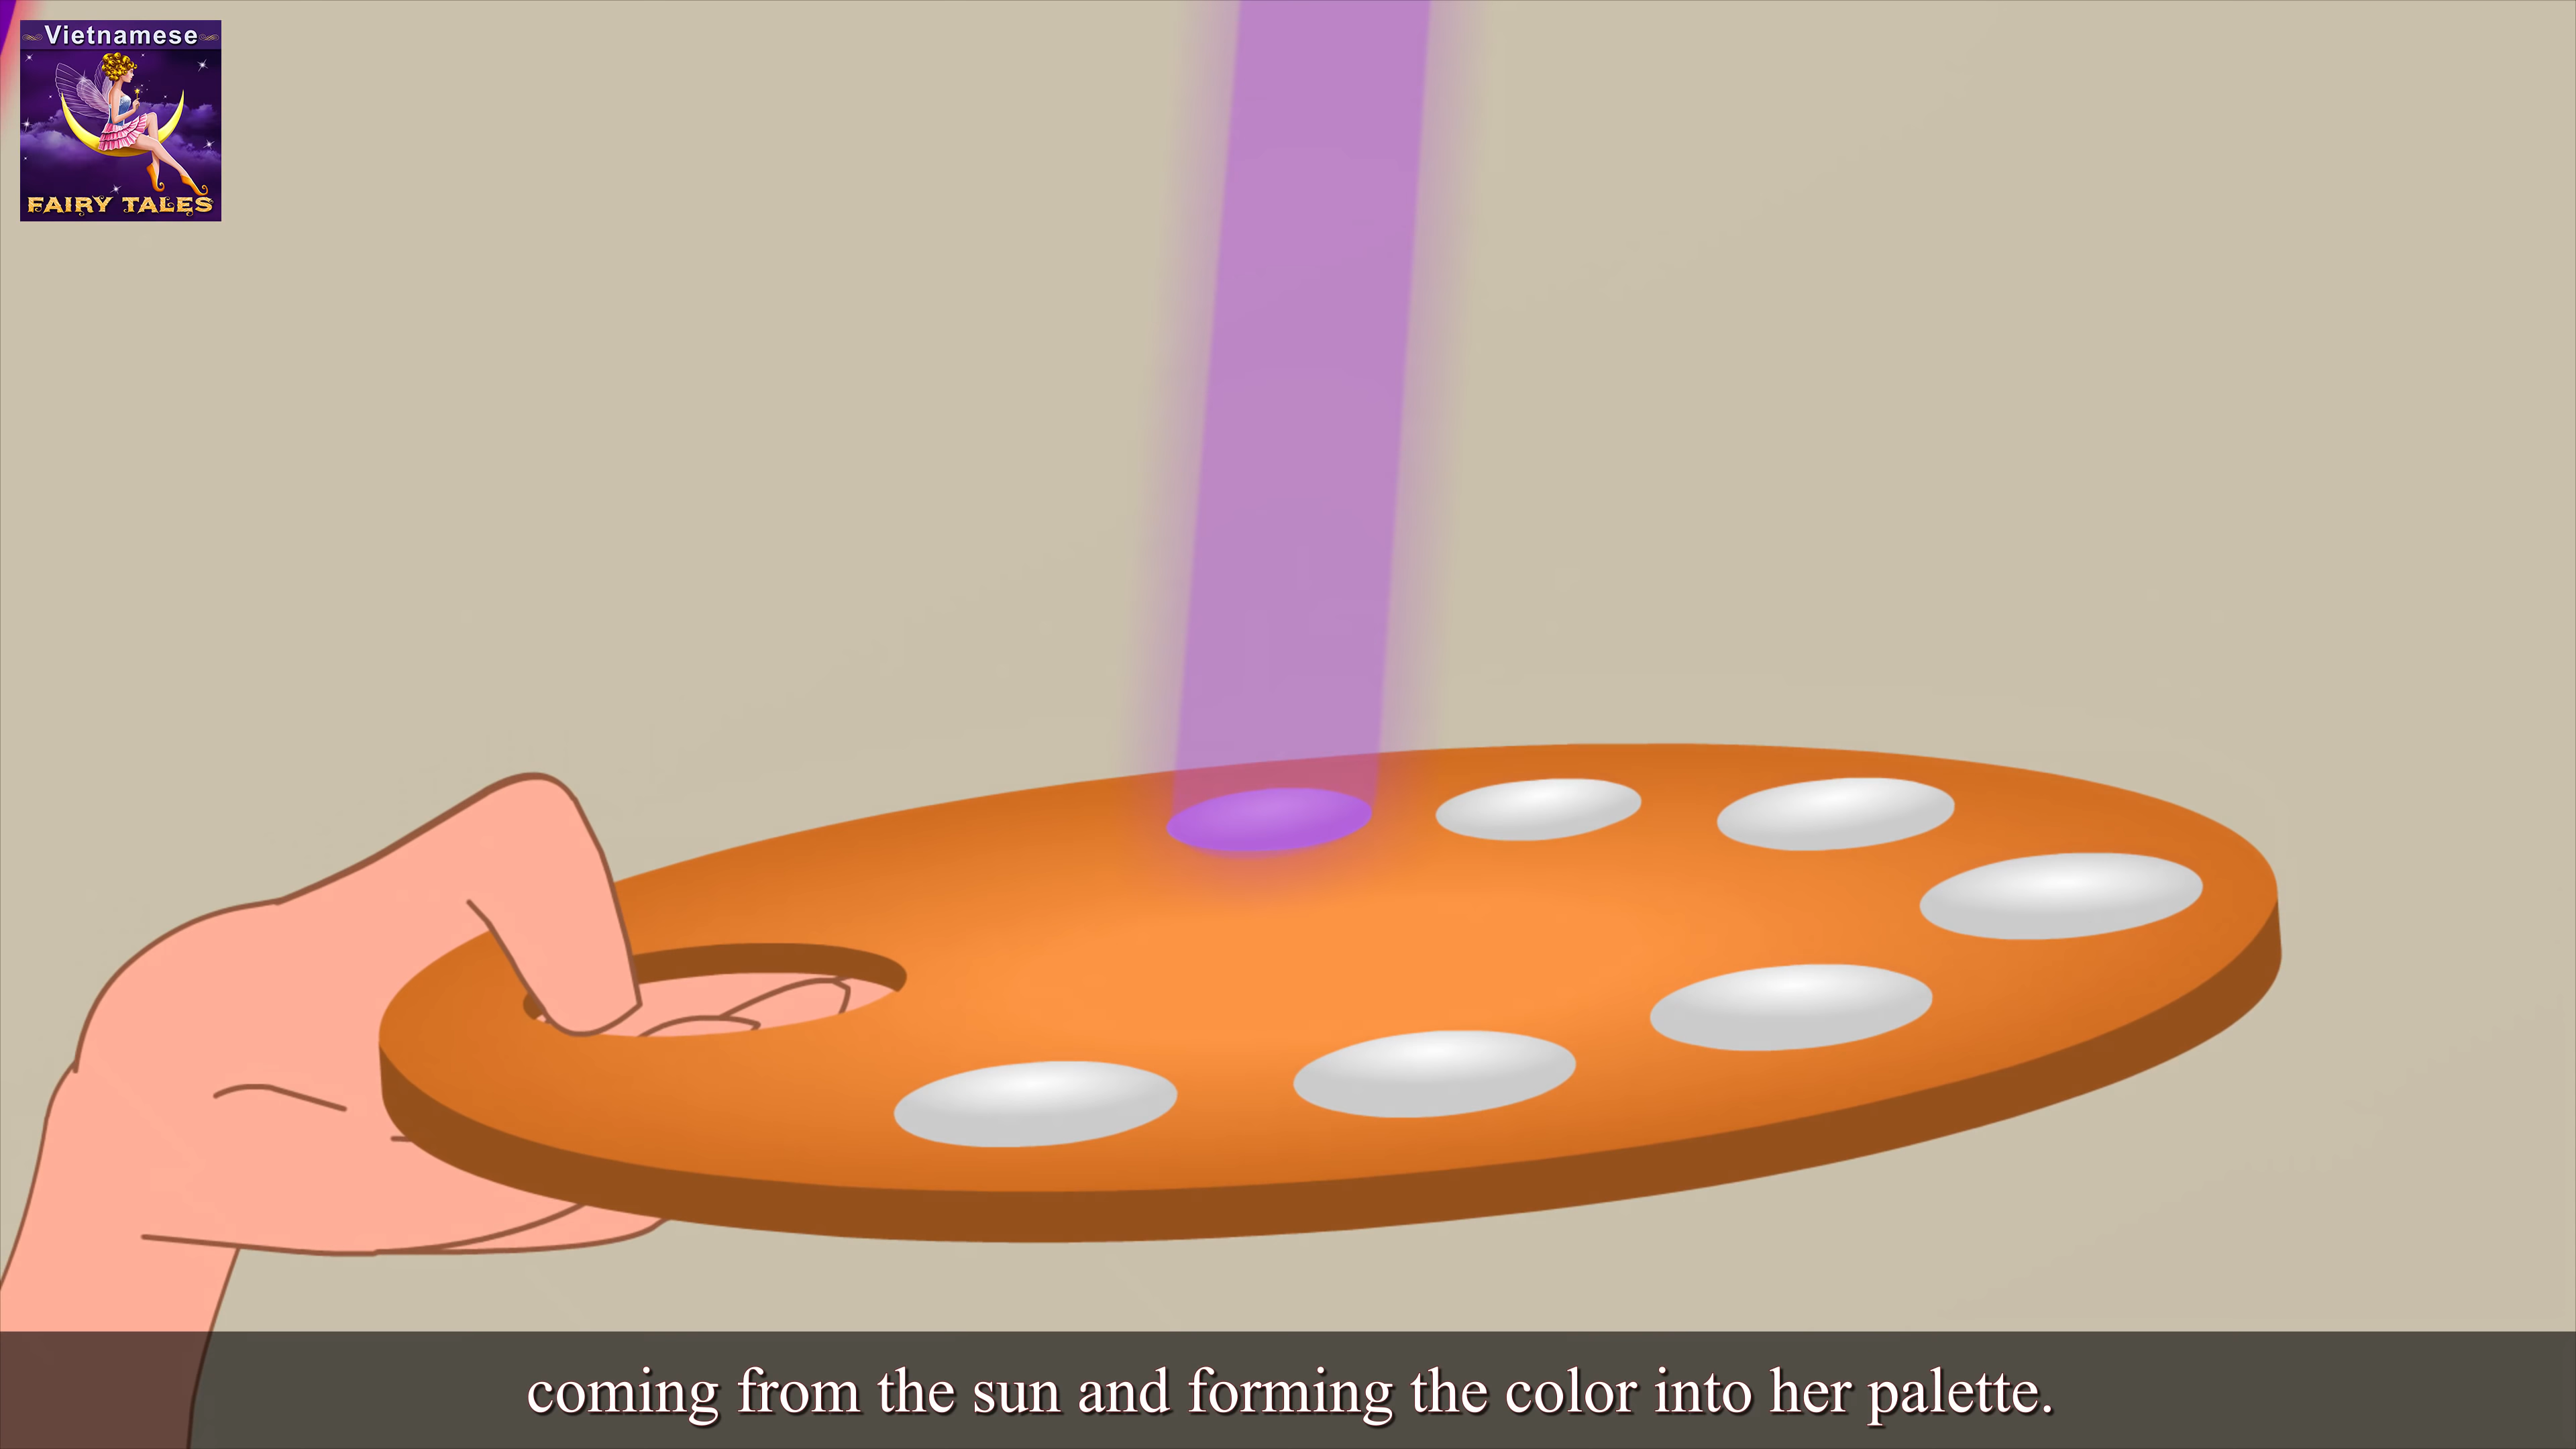 Vietnamese
FAIRY TALES
coming from the sun and forming the color into her palette.